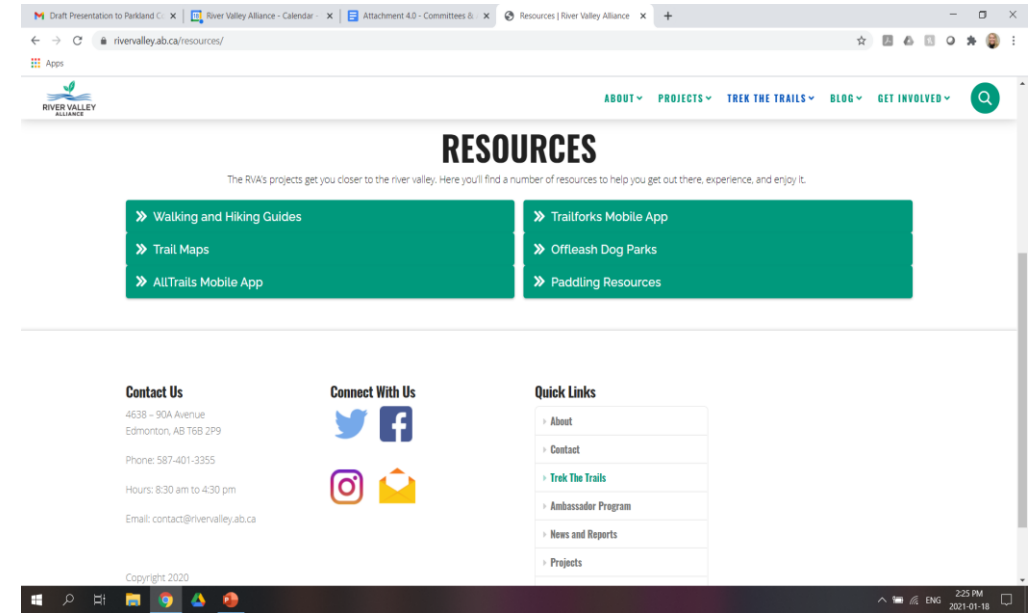 Draft Presentation to Parkland Co
River Valley Alliance - Calendar -
Attachment 4.0 - Committees &
Resources | River Valley Alliance
rivervalley.ab.ca/resources/
Apps
RIVER VALLEY
ALLIANCE
ABOUT
PROJECTS
TREK THE TRAILS
BLOG
GET INVOLVED
RESOURCES
The RVA's projects get you closer to the river valley. Here you'll find a number of resources to help you get out there, experience, and enjoy it.
Walking and Hiking Guides
Trail Maps
AllTrails Mobile App
Trailforks Mobile App
Offleash Dog Parks
Paddling Resources
Contact Us
4638 – 90A Avenue
Edmonton, AB T6B 2P9
Phone: 587-401-3355
Hours: 8:30 am to 4:30 pm
Email: contact@rivervalley.ab.ca
Copyright 2020
Connect With Us
Quick Links
About
Contact
Trek The Trails
Ambassador Program
News and Reports
Projects
ENG
2:25 PM
2021-01-18